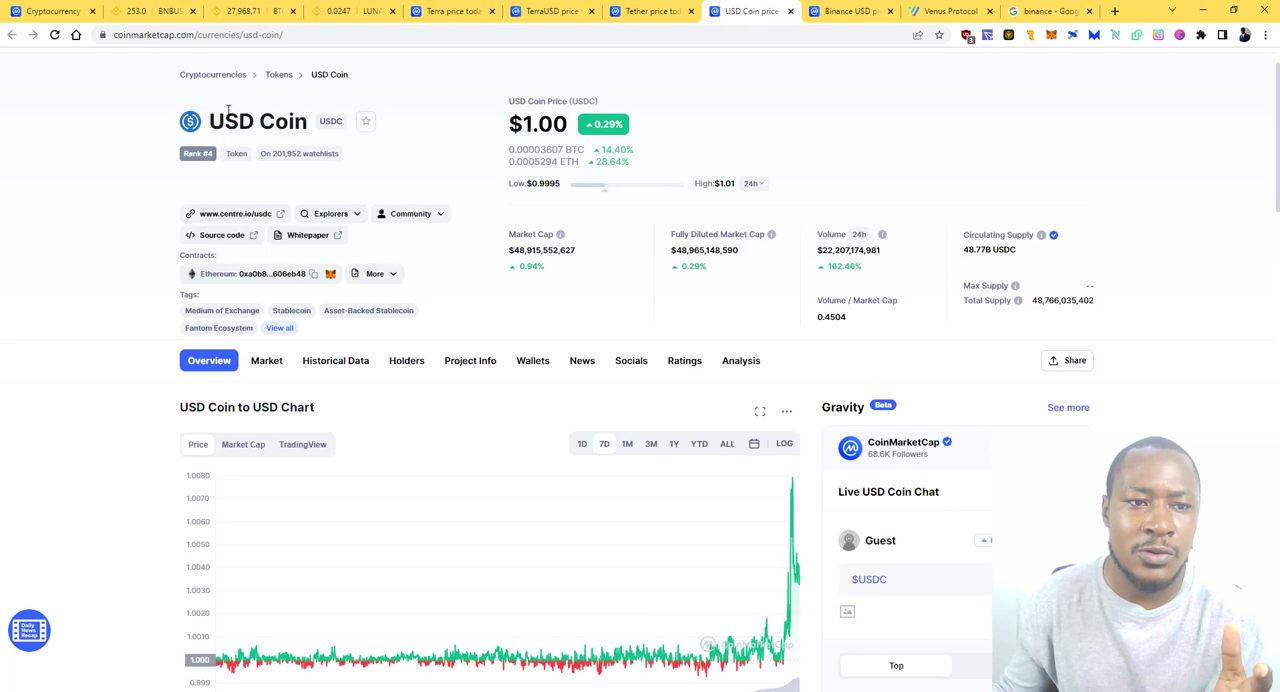 Cryptocurrency
253.0 | BNBUS
27,968.71 | BT
0.0247 | LUNA
Terra price toda
TerraUSD price
Tether price tod
USD Coin price
Binance USD pr
Venus Protocol
binance - Goog
coinmarketcap.com/currencies/usd-coin/
3
Cryptocurrencies > Tokens > USD Coin
USD Coin USDC
Rank #4 Token On 201,952 watchlists
USD Coin Price (USDC)
$1.00 0.29%
0.00003607 BTC 14.40%
0.0005294 ETH 28.64%
Low:$0.9995 High:$1.01 24h
www.centre.io/usdc Explorers Community
Source code Whitepaper
Contracts:
Ethereum: 0xa0b8...606eb48 More
Tags:
Medium of Exchange Stablecoin Asset-Backed Stablecoin
Fantom Ecosystem View all
Market Cap
$48,915,552,627
0.94%
Fully Diluted Market Cap
$48,965,148,590
0.29%
Volume 24h
$22,207,174,981
162.46%
Volume / Market Cap
0.4504
Circulating Supply
48.77B USDC
Max Supply --
Total Supply 48,766,035,402
Overview Market Historical Data Holders Project Info Wallets News Socials Ratings Analysis Share
USD Coin to USD Chart
Price Market Cap TradingView
1D 7D 1M 3M 1Y YTD ALL LOG
1.0080
1.0070
1.0060
1.0050
1.0040
1.0030
1.0020
1.0010
1.000
0.999
CoinMarketCap
Daily
News
Recap
Gravity Beta See more
CoinMarketCap
68.6K Followers
Live USD Coin Chat
Guest
$USDC
Top